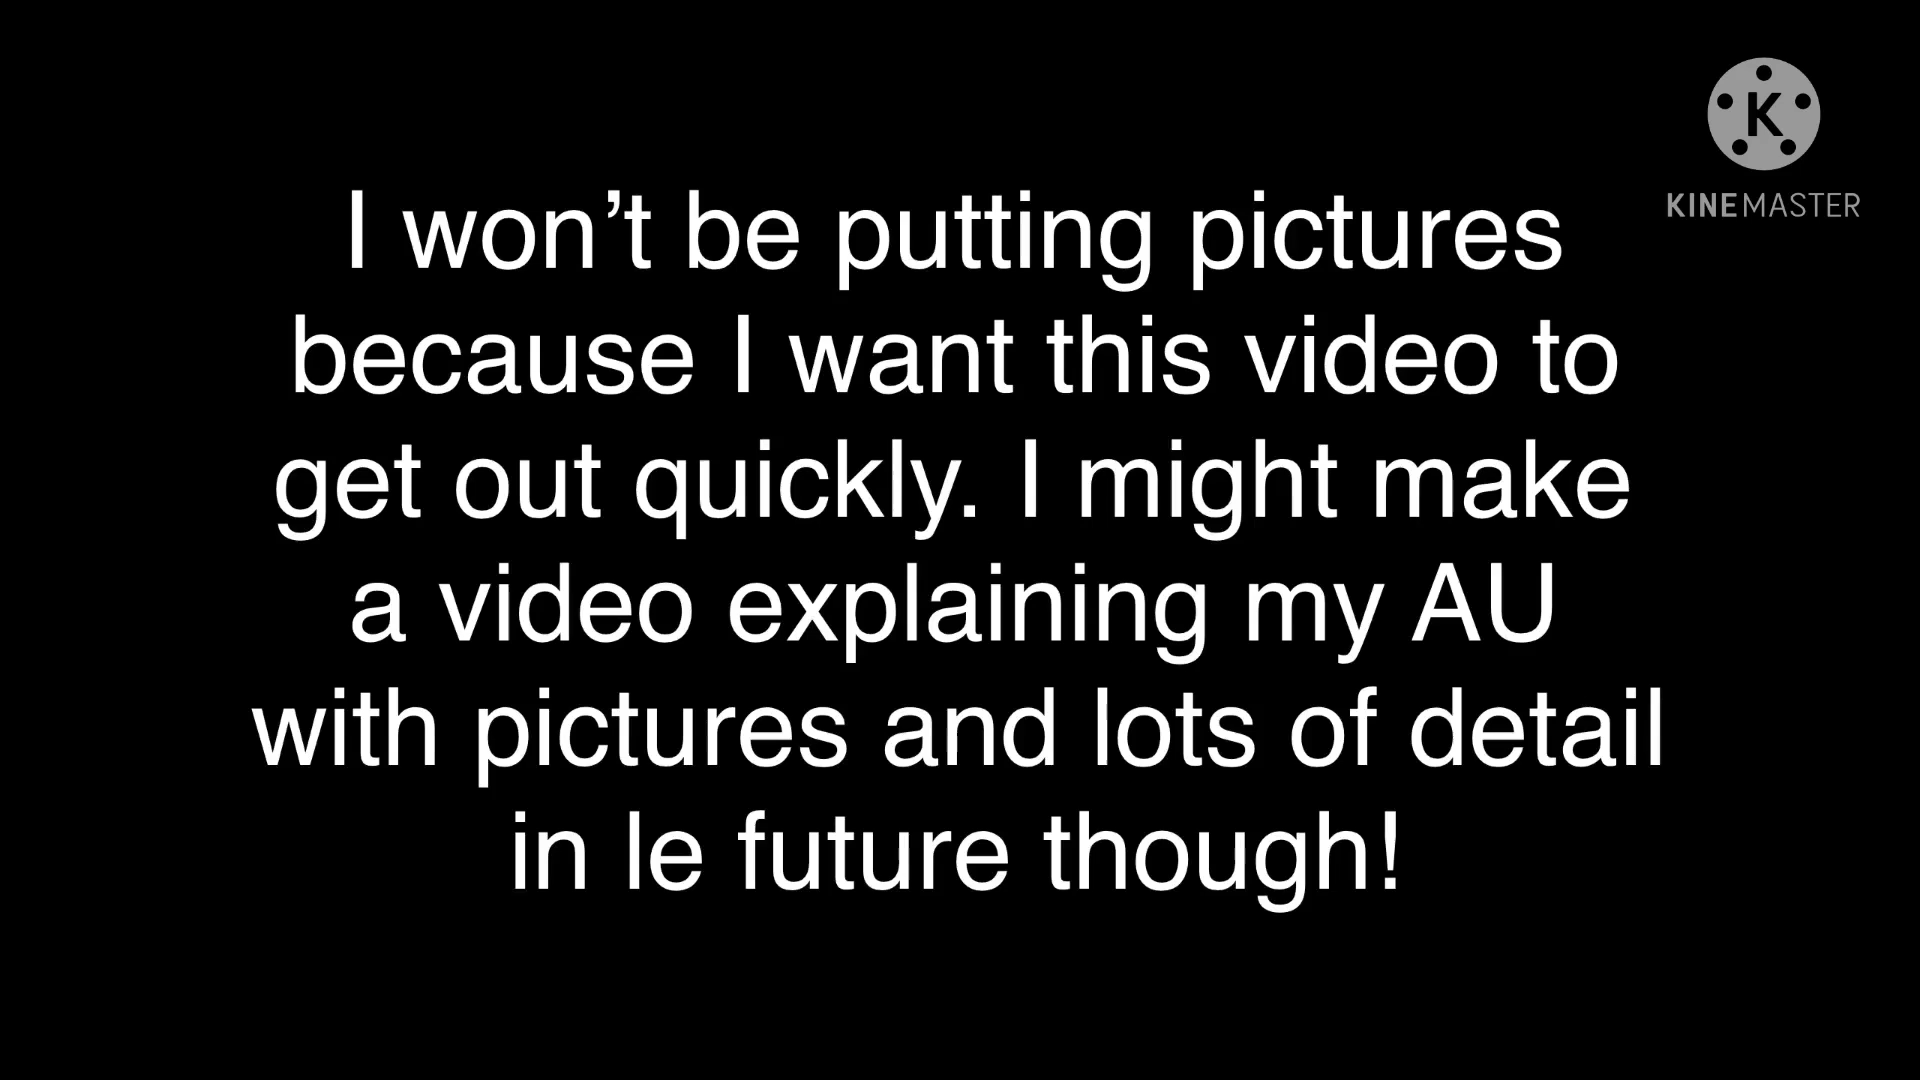 K
KINEMASTER
I won’t be putting pictures
because I want this video to
get out quickly. I might make
a video explaining my AU
with pictures and lots of detail
in le future though!